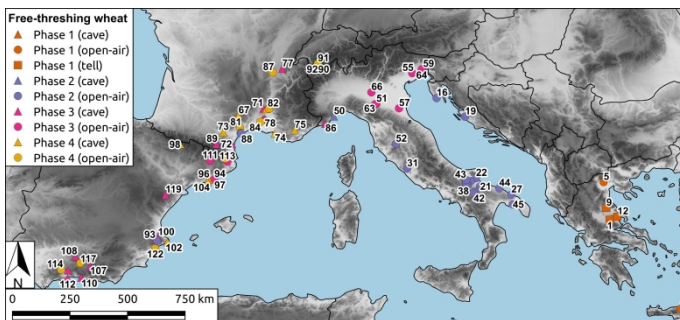 Free-threshing wheat
Phase 1 (cave)
Phase 1 (open-air)
Phase 1 (tell)
Phase 2 (cave)
Phase 2 (open-air)
Phase 3 (cave)
Phase 3 (open-air)
Phase 4 (cave)
Phase 4 (open-air)
91
87 77
9290
55 59
64
66
16
71 82
67
51
63 57
19
81
50
73 84 78
86
75
74
88
98 89 72
52
111 113
31
96 94
104 97
43 22
44
21 27
38
42 45
5
119
9 12
1
93 100
102
122
108
117
114 107
112 110
N
0 250 500 750 km